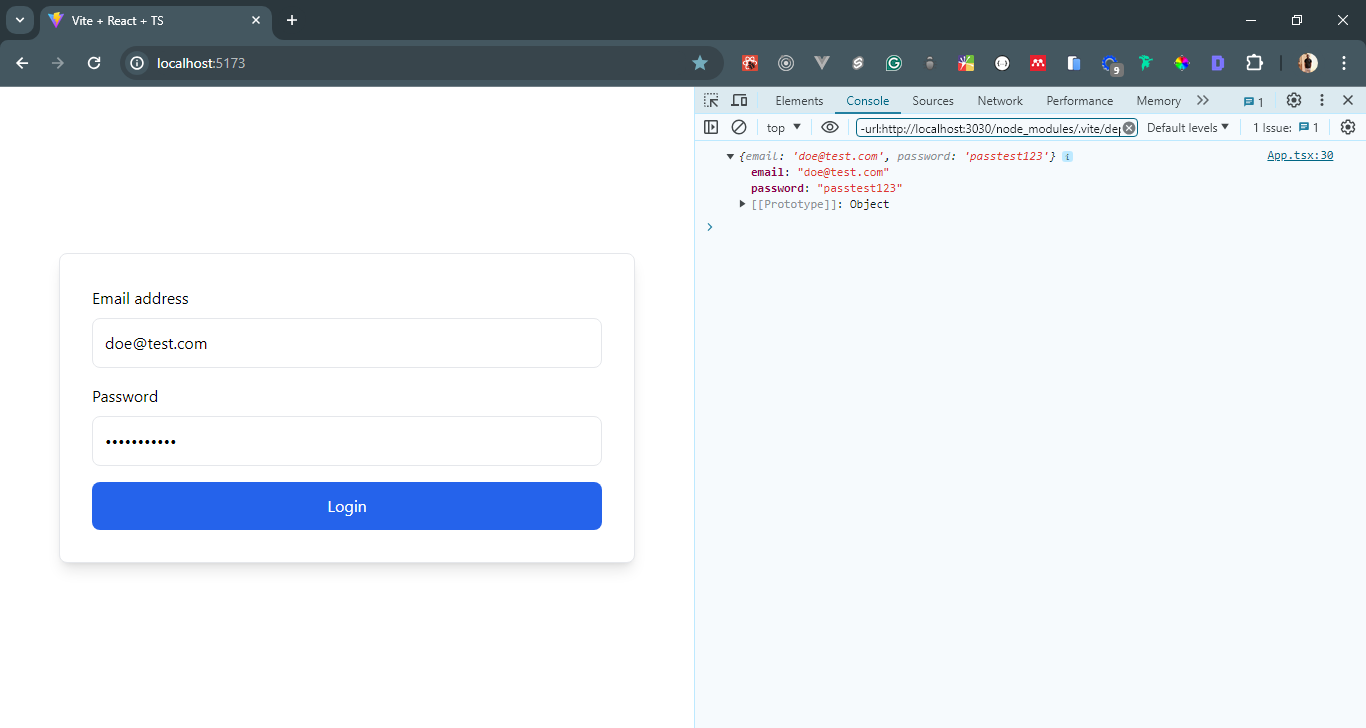 Vite + React + TS
localhost:5173
9
Elements Console Sources Network Performance Memory 1
top -url:http://localhost:3030/node_modules/.vite/dep Default levels 1 Issue: 1
{email: 'doe@test.com', password: 'passtest123'} i App.tsx:30
email: "doe@test.com"
password: "passtest123"
[[Prototype]]: Object
Email address
doe@test.com
Password
•••••••••••
Login